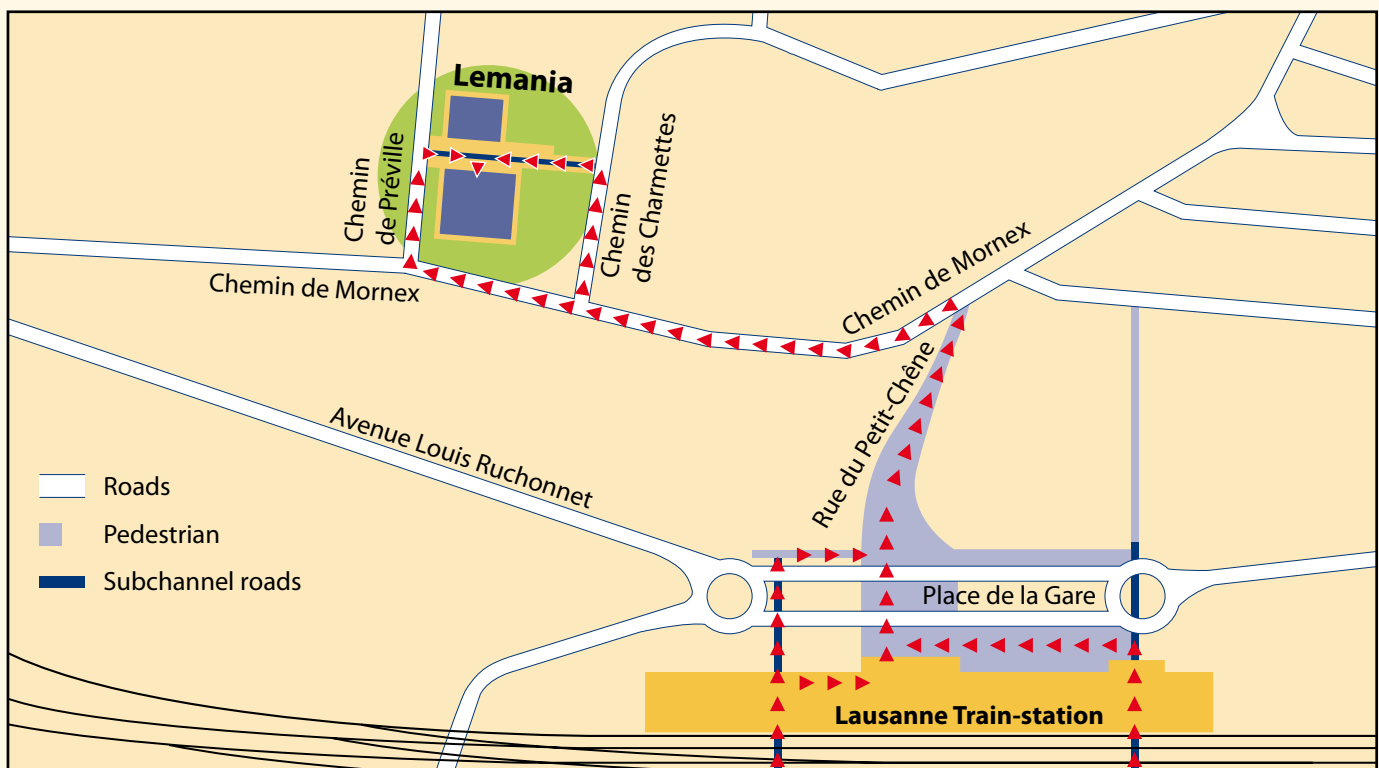 Lemania
Chemin
de Préville
Chemin
des Charmettes
Chemin de Mornex
Chemin de Mornex
Rue du Petit-Chêne
Avenue Louis Ruchonnet
Roads
Pedestrian
Subchannel roads
Place de la Gare
Lausanne Train-station